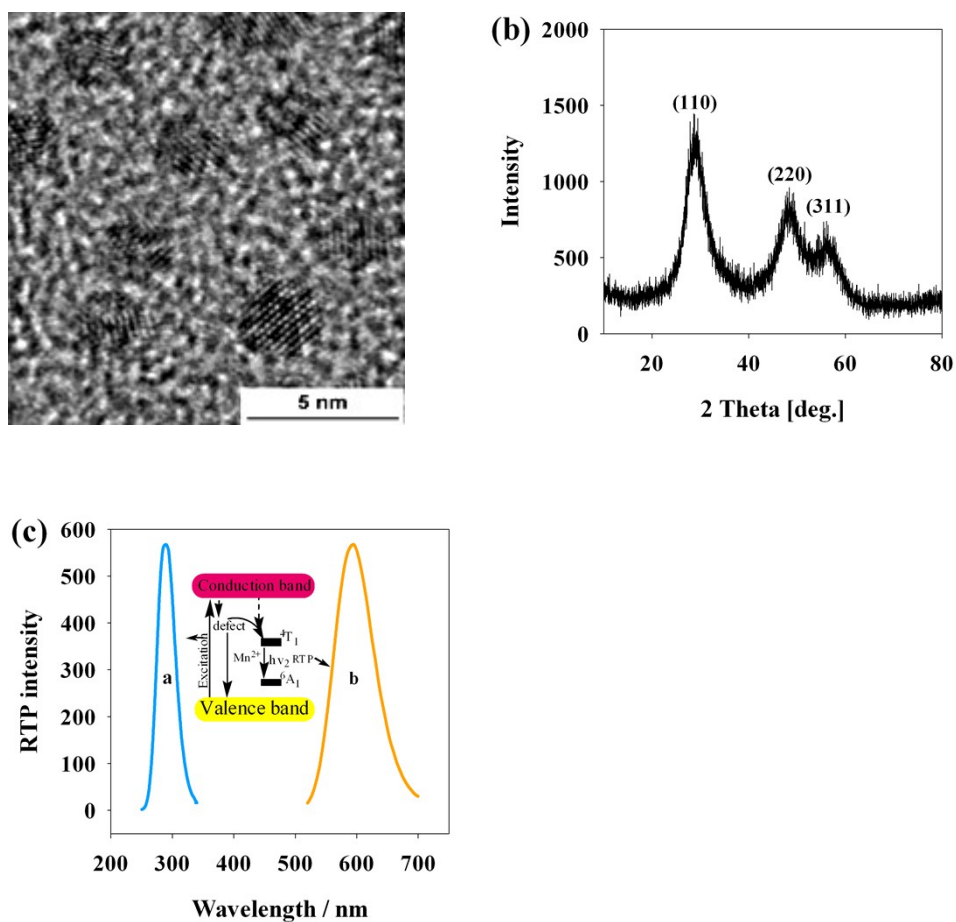 5 nm
(b)
2000
1500
1000
500
0
Intensity
(110)
(220)
(311)
20 40 60 80
2 Theta [deg.]
(c)
600
500
400
300
200
100
0
RTP intensity
Conduction band
defect
⁴T₁
Mn²⁺
hν₂ RTP
⁶A₁
Excitation
Valence band
a
b
200 300 400 500 600 700
Wavelength / nm